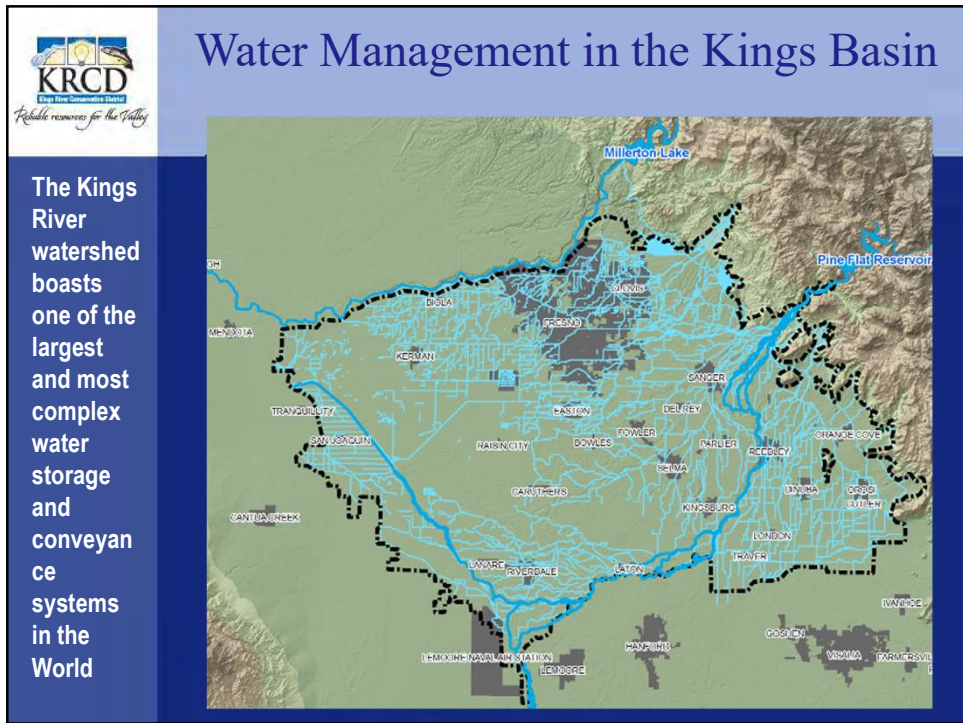 Water Management in the Kings Basin
KRCD
Kings River Conservation District
Reliable resources for the Valley
The Kings
River
watershed
boasts
one of the
largest
and most
complex
water
storage
and
conveyan
ce
systems
in the
World
Millerton Lake
Pine Flat Reservoir
GH
BIOLA
CLOVIS
MENDOTA
FRESNO
KERMAN
SANGER
TRANQUILLITY
EASTON
DEL REY
SAN JOAQUIN
RAISIN CITY
BOWLES
FOWLER
PARLIER
REEDLEY
ORANGE COVE
SELMA
CARUTHERS
DINUBA
OROSI
CUTLER
CANTUA CREEK
KINGSBURG
LONDON
LANARE
RIVERDALE
LATON
TRAVER
IVANHOE
LEMOORE NAVAL AIR STATION
LEMOORE
HANFORD
GOSHEN
VISALIA
FARMERSVIL